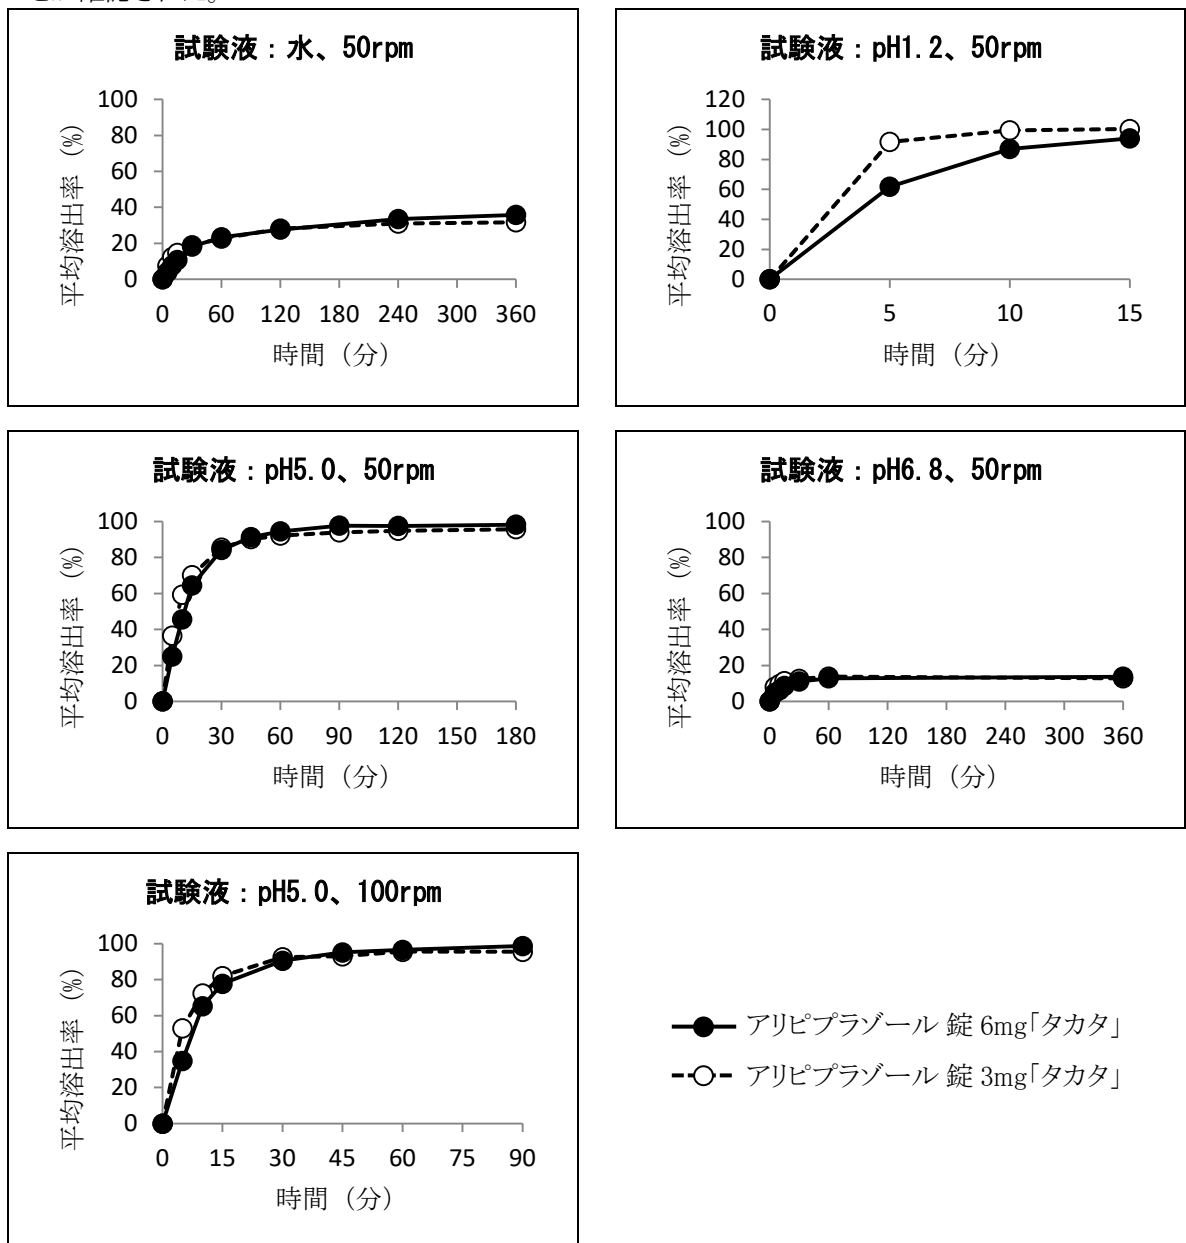 試験液：水、50rpm
平均溶出率 (%)
100
80
60
40
20
0
0 60 120 180 240 300 360
時間（分）
試験液：pH1.2、50rpm
平均溶出率 (%)
120
100
80
60
40
20
0
0 5 10 15
時間（分）
試験液：pH5.0、50rpm
平均溶出率 (%)
100
80
60
40
20
0
0 30 60 90 120 150 180
時間（分）
試験液：pH6.8、50rpm
平均溶出率 (%)
100
80
60
40
20
0
0 60 120 180 240 300 360
時間（分）
試験液：pH5.0、100rpm
平均溶出率 (%)
100
80
60
40
20
0
0 15 30 45 60 75 90
時間（分）
アリピプラゾール 錠 6mg「タカタ」
アリピプラゾール 錠 3mg「タカタ」